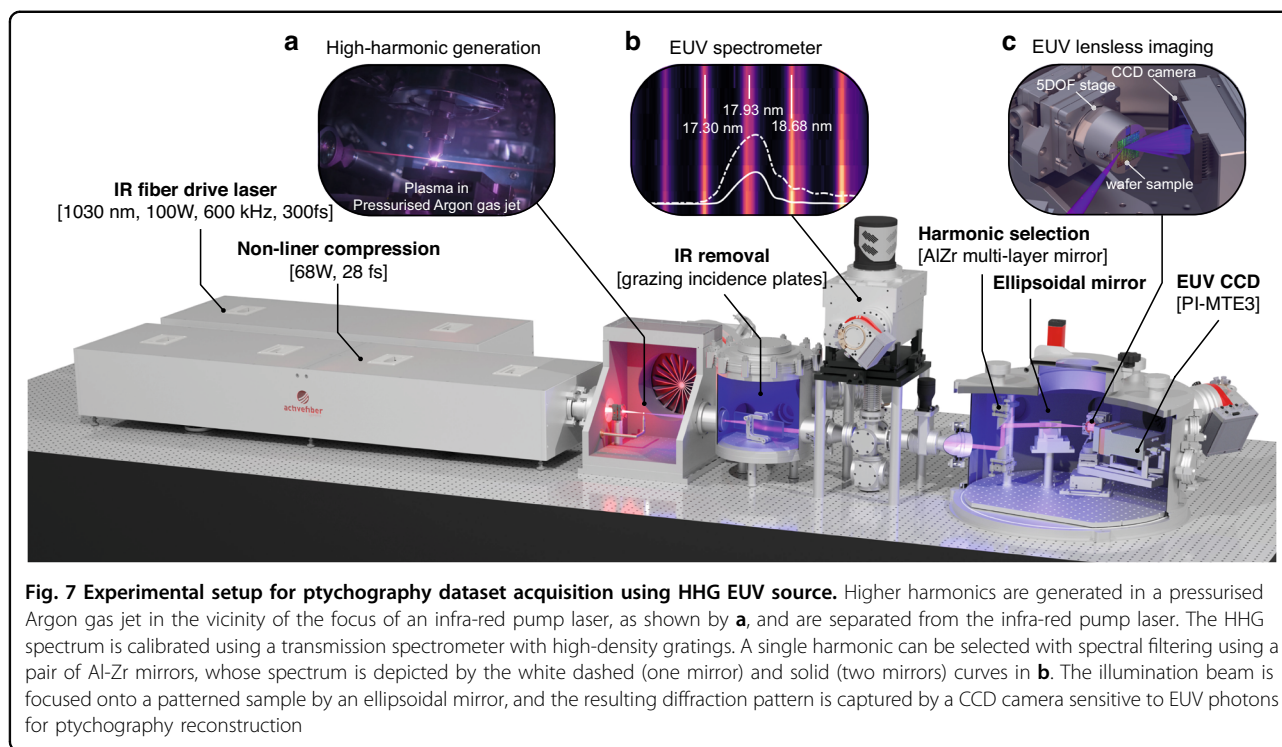 a High-harmonic generation
b EUV spectrometer
c EUV lensless imaging
Plasma in
Pressurised Argon gas jet
17.93 nm
17.30 nm
18.68 nm
CCD camera
5DOF stage
wafer sample
IR fiber drive laser
[1030 nm, 100W, 600 kHz, 300fs]
Non-liner compression
[68W, 28 fs]
IR removal
[grazing incidence plates]
Harmonic selection
[AlZr multi-layer mirror]
Ellipsoidal mirror
EUV CCD
[PI-MTE3]
Fig. 7 Experimental setup for ptychography dataset acquisition using HHG EUV source. Higher harmonics are generated in a pressurised
Argon gas jet in the vicinity of the focus of an infra-red pump laser, as shown by a, and are separated from the infra-red pump laser. The HHG
spectrum is calibrated using a transmission spectrometer with high-density gratings. A single harmonic can be selected with spectral filtering using a
pair of Al-Zr mirrors, whose spectrum is depicted by the white dashed (one mirror) and solid (two mirrors) curves in b. The illumination beam is
focused onto a patterned sample by an ellipsoidal mirror, and the resulting diffraction pattern is captured by a CCD camera sensitive to EUV photons
for ptychography reconstruction